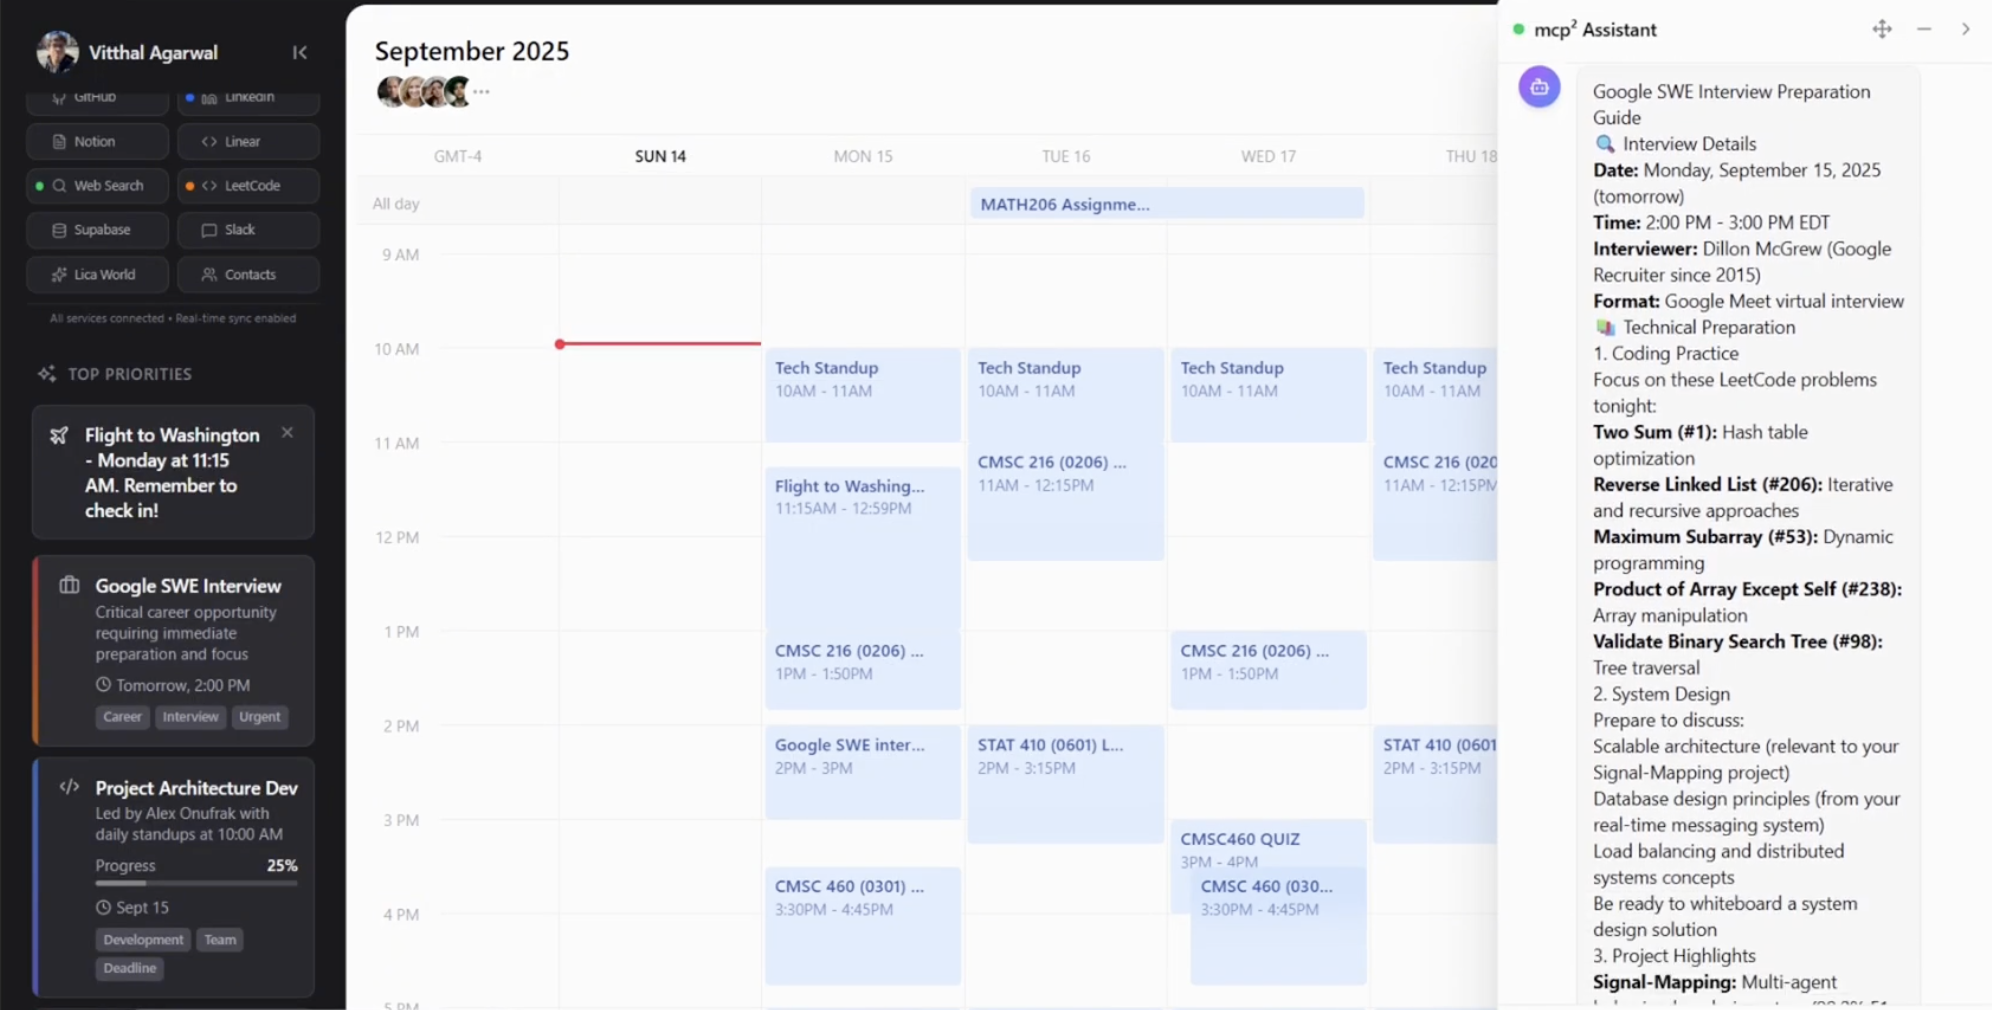 Vitthal Agarwal
GitHub
LinkedIn
Notion
Linear
Web Search
LeetCode
Supabase
Slack
Lica World
Contacts
All services connected • Real-time sync enabled
TOP PRIORITIES
Flight to Washington
- Monday at 11:15
AM. Remember to
check in!
Google SWE Interview
Critical career opportunity
requiring immediate
preparation and focus
Tomorrow, 2:00 PM
Career
Interview
Urgent
Project Architecture Dev
Led by Alex Onufrak with
daily standups at 10:00 AM
Progress
25%
Sept 15
Development
Team
Deadline
September 2025
GMT-4
SUN 14
MON 15
TUE 16
WED 17
THU 18
All day
MATH206 Assignme...
9 AM
10 AM
11 AM
12 PM
1 PM
2 PM
3 PM
4 PM
5 PM
Tech Standup
10AM - 11AM
Flight to Washing...
11:15AM - 12:59PM
CMSC 216 (0206) ...
1PM - 1:50PM
Google SWE inter...
2PM - 3PM
CMSC 460 (0301) ...
3:30PM - 4:45PM
Tech Standup
10AM - 11AM
CMSC 216 (0206) ...
11AM - 12:15PM
STAT 410 (0601) L...
2PM - 3:15PM
Tech Standup
10AM - 11AM
CMSC 216 (0206) ...
1PM - 1:50PM
CMSC460 QUIZ
3PM - 4PM
CMSC 460 (030...
3:30PM - 4:45PM
Tech Standup
10AM - 11AM
CMSC 216 (020
11AM - 12:15PM
STAT 410 (0601
2PM - 3:15PM
mcp² Assistant
Google SWE Interview Preparation
Guide
🔍 Interview Details
Date: Monday, September 15, 2025
(tomorrow)
Time: 2:00 PM - 3:00 PM EDT
Interviewer: Dillon McGrew (Google
Recruiter since 2015)
Format: Google Meet virtual interview
📚 Technical Preparation
1. Coding Practice
Focus on these LeetCode problems
tonight:
Two Sum (#1): Hash table
optimization
Reverse Linked List (#206): Iterative
and recursive approaches
Maximum Subarray (#53): Dynamic
programming
Product of Array Except Self (#238):
Array manipulation
Validate Binary Search Tree (#98):
Tree traversal
2. System Design
Prepare to discuss:
Scalable architecture (relevant to your
Signal-Mapping project)
Database design principles (from your
real-time messaging system)
Load balancing and distributed
systems concepts
Be ready to whiteboard a system
design solution
3. Project Highlights
Signal-Mapping: Multi-agent